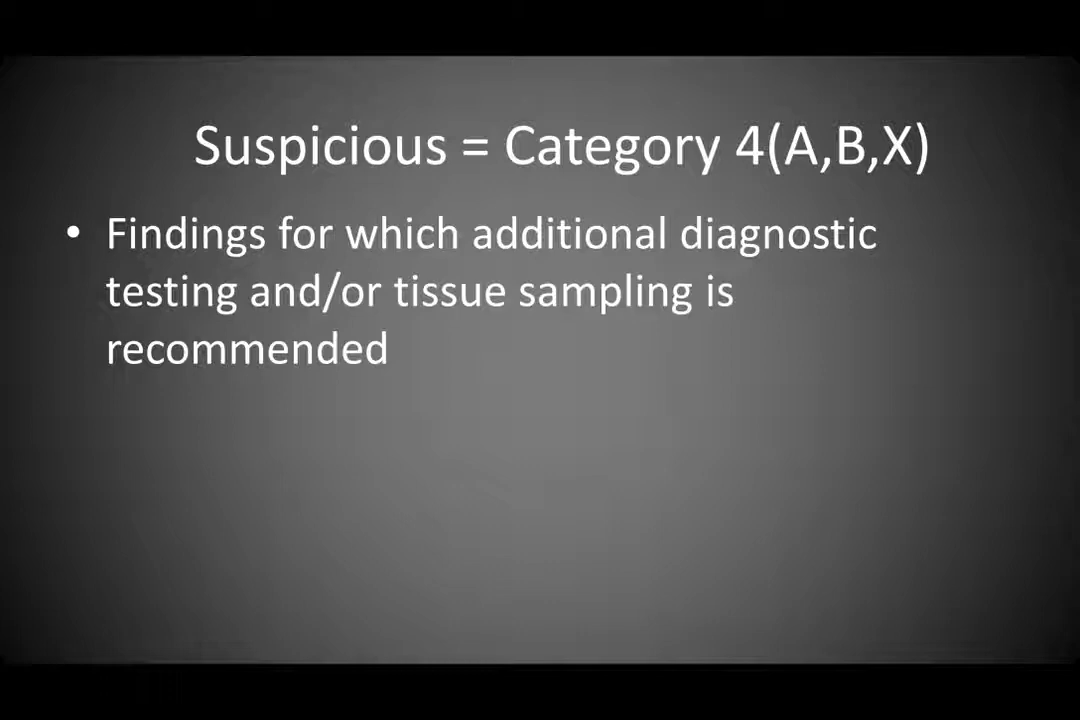 Suspicious = Category 4(A,B,X)
• Findings for which additional diagnostic
testing and/or tissue sampling is
recommended